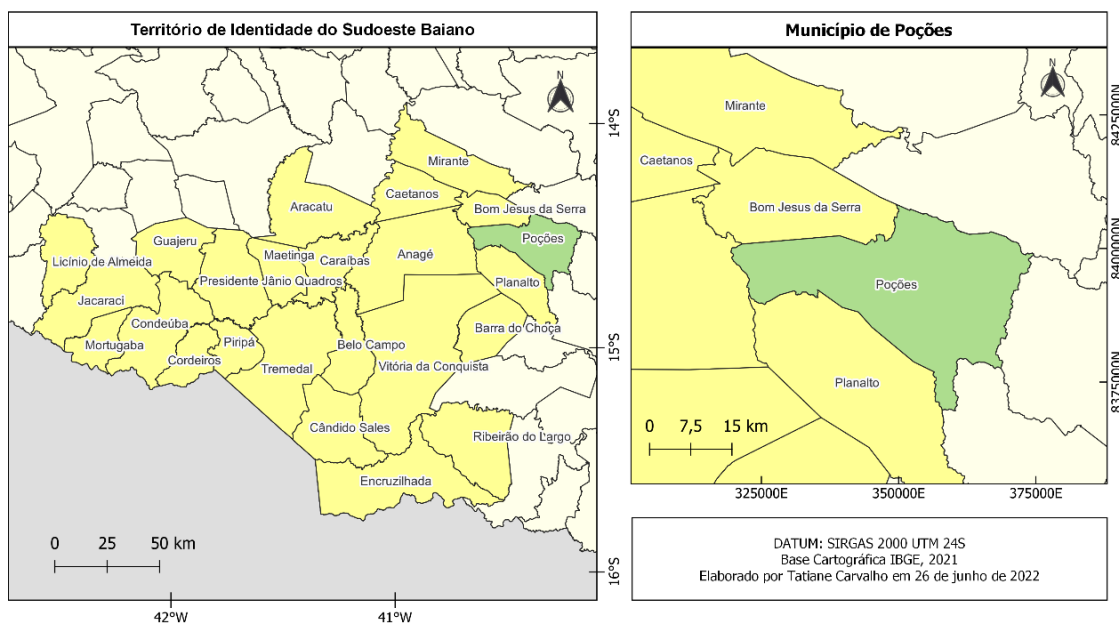 Território de Identidade do Sudoeste Baiano
N
14°S
Mirante
Caetanos
Aracatu
Bom Jesus da Serra
Poções
Guajeru
Maetinga
Caraíbas
Anagé
Licínio de Almeida
Presidente Jânio Quadros
Planalto
Jacaraci
Condeúba
Barra do Choça
Mortugaba
Piripá
Belo Campo
15°S
Cordeiros
Tremedal
Vitória da Conquista
Cândido Sales
Ribeirão do Largo
Encruzilhada
0 25 50 km
16°S
42°W 41°W
Município de Poções
N
Mirante
8425000N
Caetanos
Bom Jesus da Serra
8400000N
Poções
Planalto
8375000N
0 7,5 15 km
325000E 350000E 375000E
DATUM: SIRGAS 2000 UTM 24S
Base Cartográfica IBGE, 2021
Elaborado por Tatiane Carvalho em 26 de junho de 2022